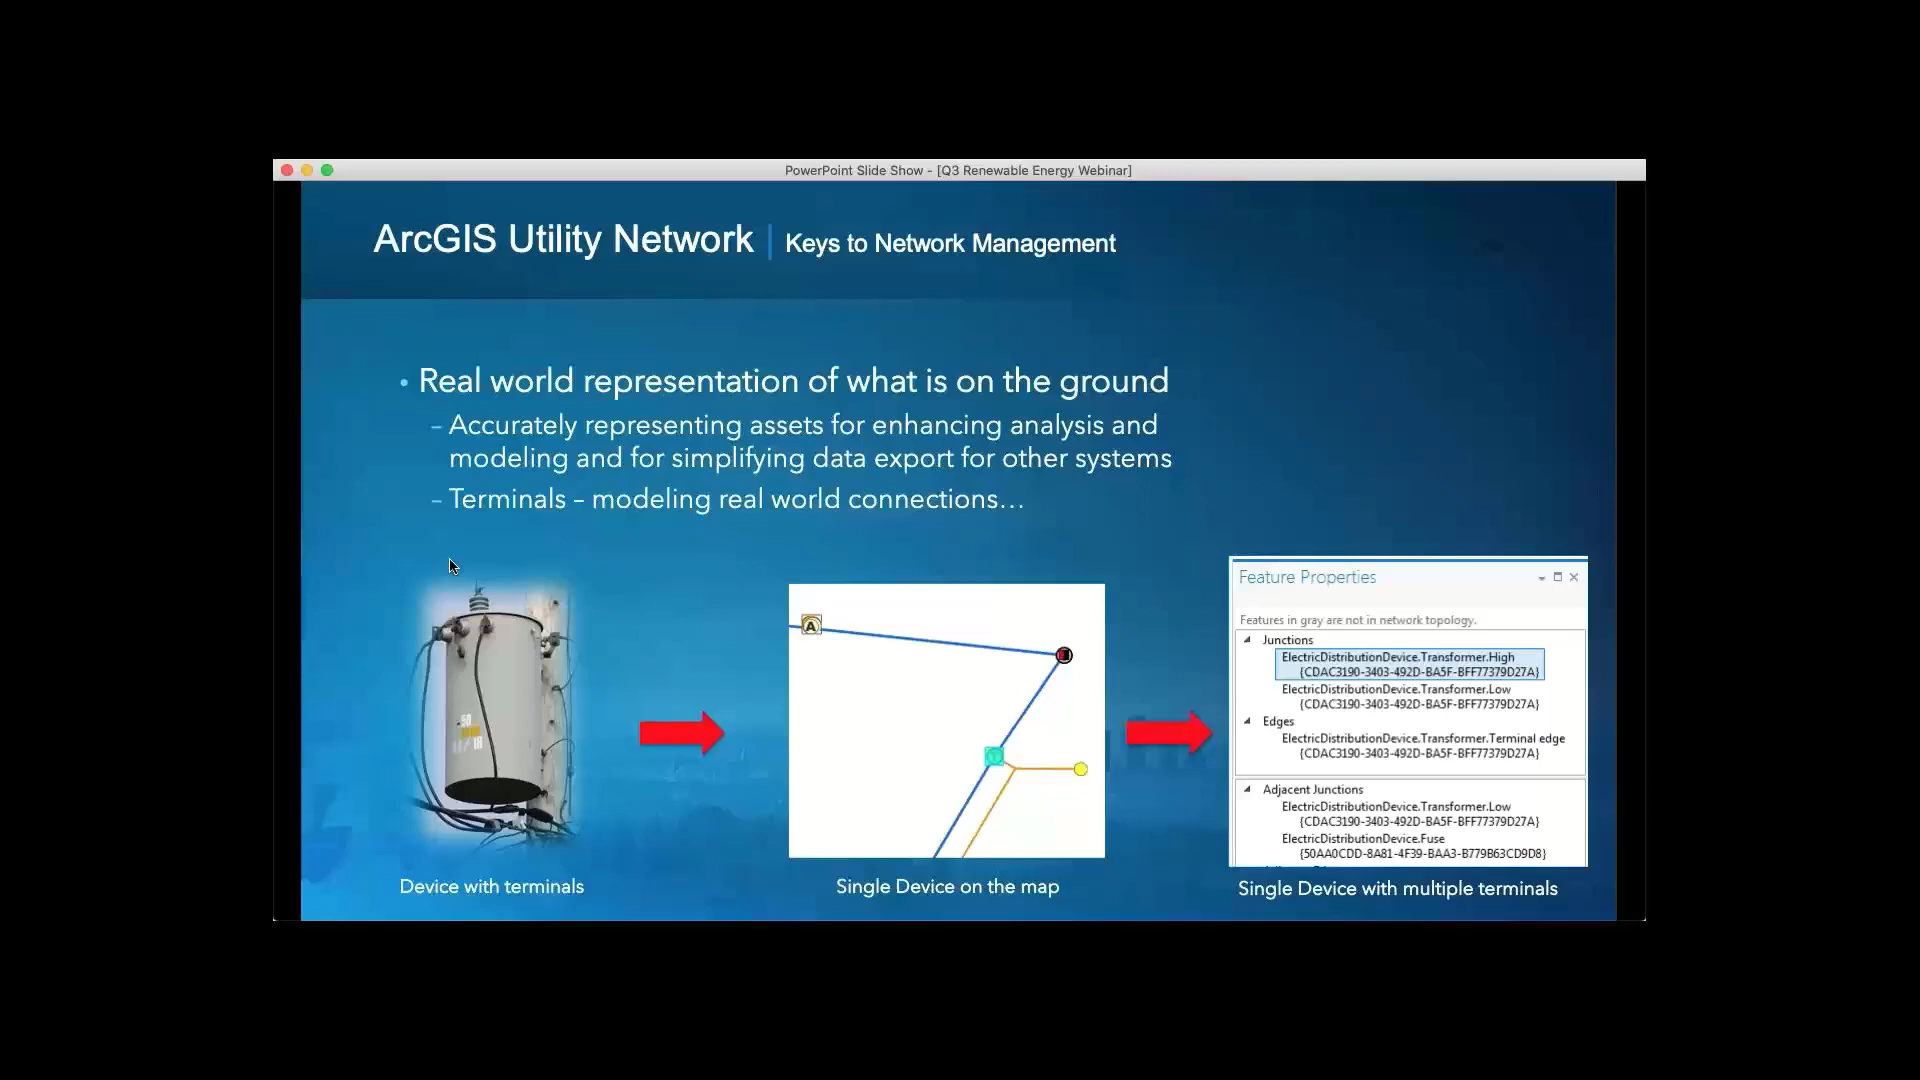 PowerPoint Slide Show - [Q3 Renewable Energy Webinar]
ArcGIS Utility Network | Keys to Network Management
• Real world representation of what is on the ground
– Accurately representing assets for enhancing analysis and
modeling and for simplifying data export for other systems
– Terminals – modeling real world connections…
50
A
Feature Properties
Features in gray are not in network topology.
Junctions
ElectricDistributionDevice.Transformer.High
{CDAC3190-3403-492D-BA5F-BFF77379D27A}
ElectricDistributionDevice.Transformer.Low
{CDAC3190-3403-492D-BA5F-BFF77379D27A}
Edges
ElectricDistributionDevice.Transformer.Terminal edge
{CDAC3190-3403-492D-BA5F-BFF77379D27A}
Adjacent Junctions
ElectricDistributionDevice.Transformer.Low
{CDAC3190-3403-492D-BA5F-BFF77379D27A}
ElectricDistributionDevice.Fuse
{50AA0CDD-8A81-4F39-BAA3-B779B63CD9D8}
Device with terminals
Single Device on the map
Single Device with multiple terminals